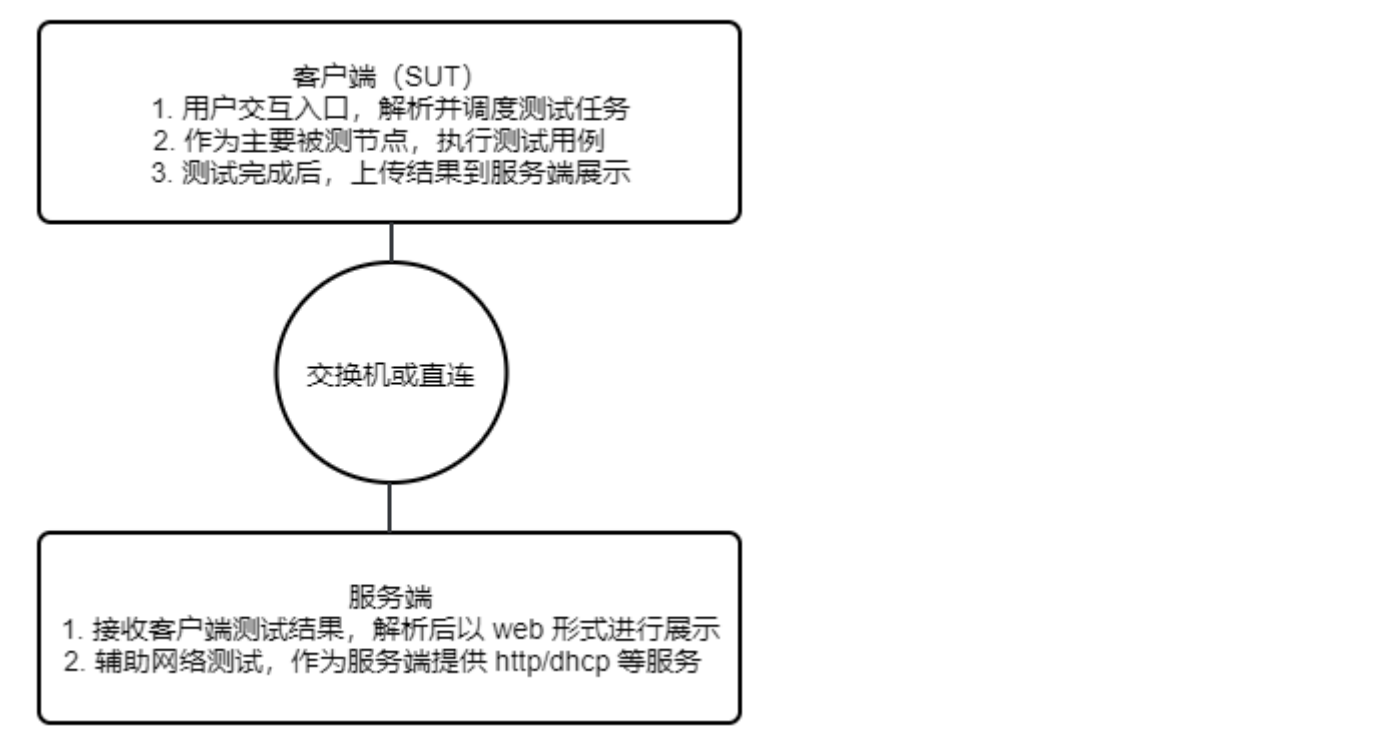 客户端（SUT）
1. 用户交互入口，解析并调度测试任务
2. 作为主要被测节点，执行测试用例
3. 测试完成后，上传结果到服务端展示
交换机或直连
服务端
1. 接收客户端测试结果，解析后以 web 形式进行展示
2. 辅助网络测试，作为服务端提供 http/dhcp 等服务